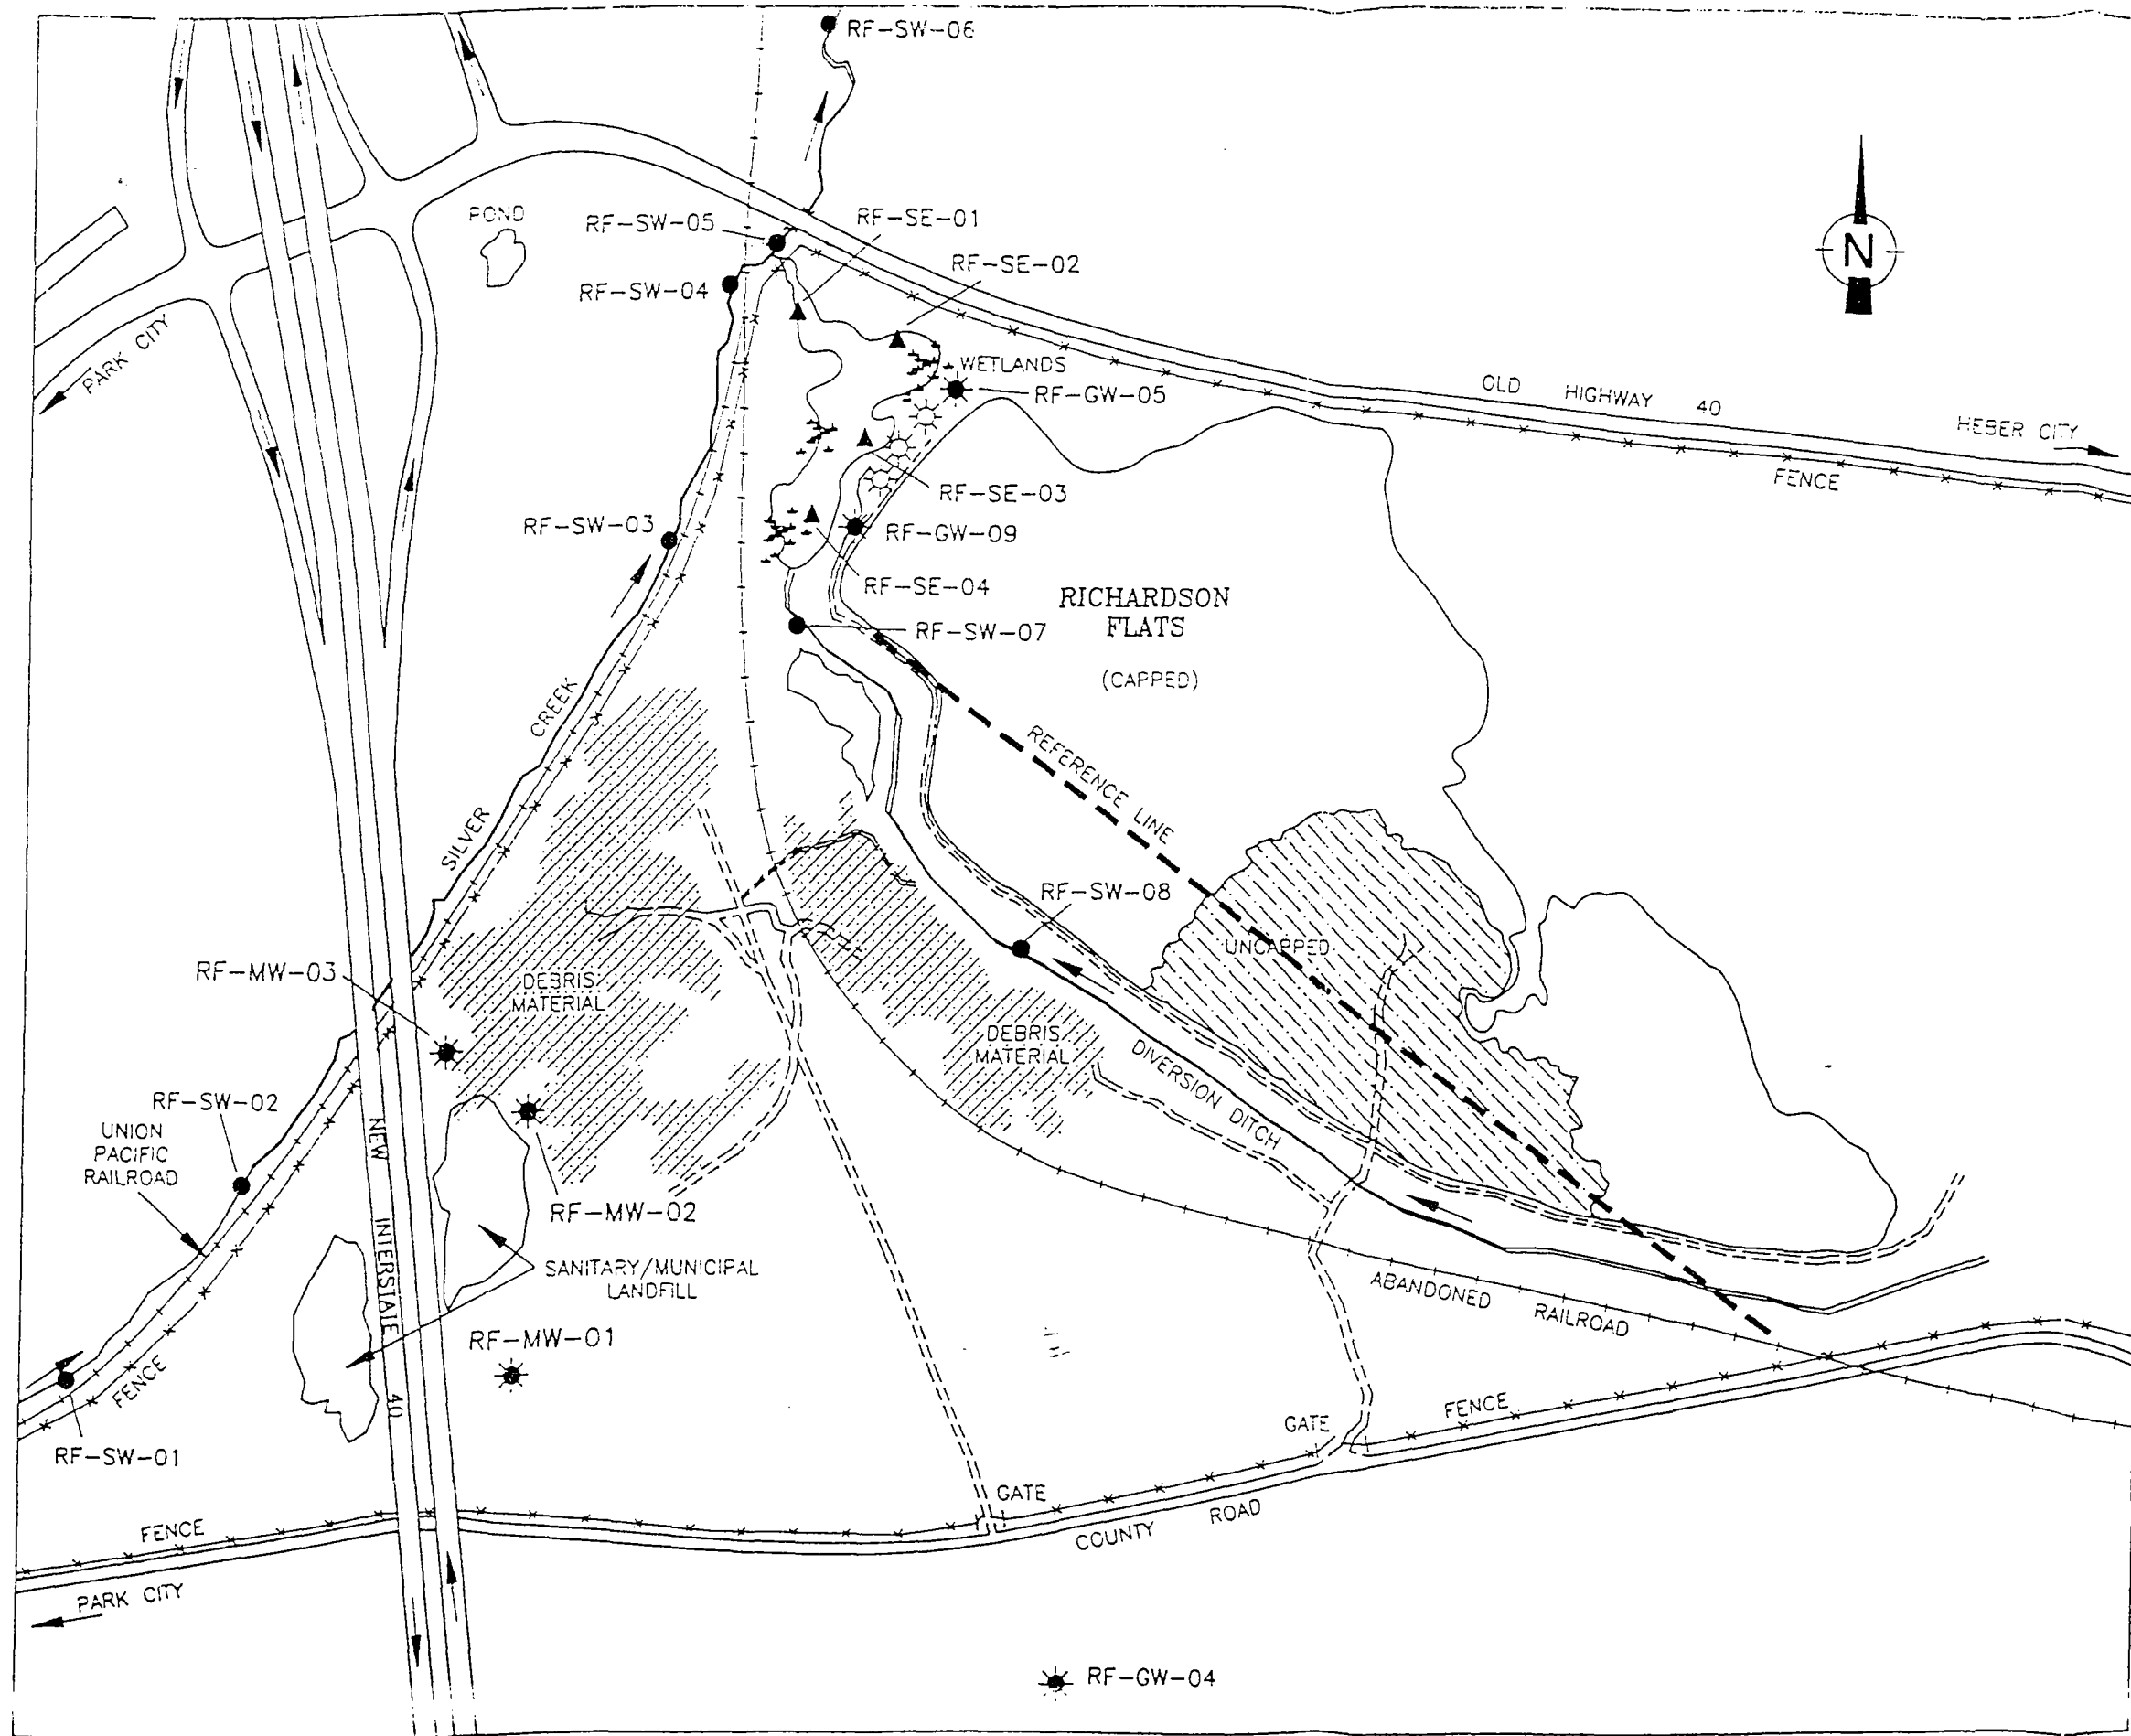 RF-SW-06
POND
RF-SW-05
RF-SE-01
RF-SE-02
RF-SW-04
N
PARK CITY
WETLANDS
RF-GW-05
OLD HIGHWAY 40
HEBER CITY
FENCE
RF-SE-03
RF-SW-03
RF-GW-09
RF-SE-04
RICHARDSON
FLATS
(CAPPED)
RF-SW-07
SILVER CREEK
REFERENCE LINE
RF-SW-08
UNCAPPED
RF-MW-03
DEBRIS
MATERIAL
DEBRIS
MATERIAL
DIVERSION DITCH
RF-SW-02
UNION
PACIFIC
RAILROAD
NEW INTERSTATE 40
RF-MW-02
SANITARY/MUNICIPAL
LANDFILL
ABANDONED RAILROAD
RF-MW-01
FENCE
RF-SW-01
GATE
FENCE
GATE
COUNTY ROAD
FENCE
PARK CITY
RF-GW-04